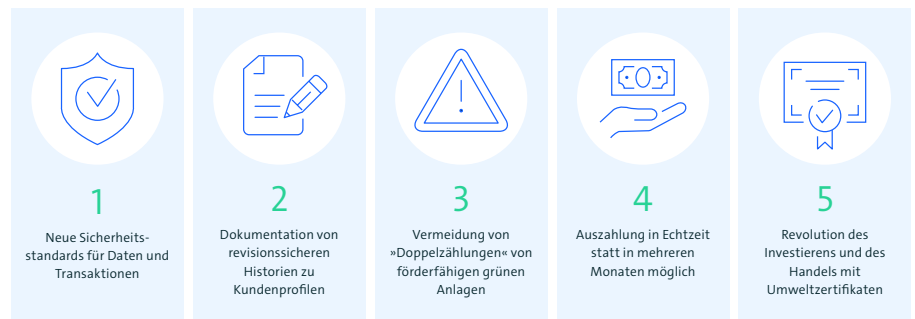 1
Neue Sicherheits-
standards für Daten und
Transaktionen
2
Dokumentation von
revisionssicheren
Historien zu
Kundenprofilen
3
Vermeidung von
»Doppelzählungen« von
förderfähigen grünen
Anlagen
4
Auszahlung in Echtzeit
statt in mehreren
Monaten möglich
5
Revolution des
Investierens und des
Handels mit
Umweltzertifikaten